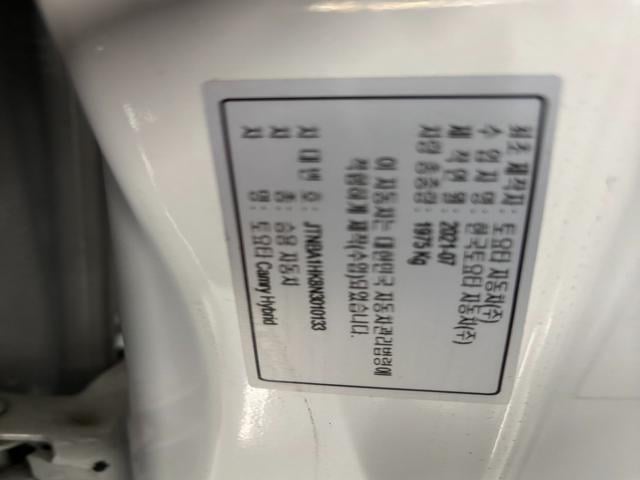 최초 제작자 : 토요타 자동차(주)
수 입 자 명 : 한국토요타 자동차(주)
제 작 연 월 : 2021-07
차량 총중량 : 1975 Kg
이 자동차는 대한민국 자동차관리법령에
적합하게 제작(수입)되었습니다.
차 대 번 호 : JTNBA1HK8N3010133
차 종 : 승용 자동차
차 명 : 토요타 Camry Hybrid